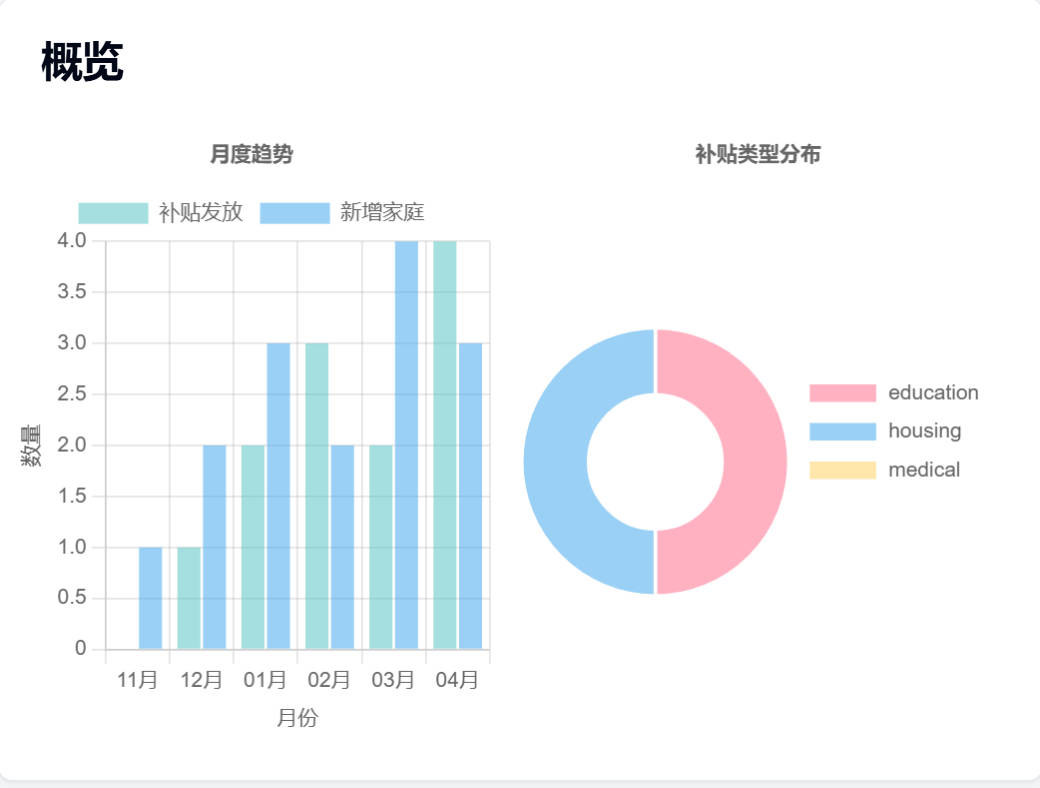 概览
月度趋势
补贴发放 新增家庭
4.0
3.5
3.0
2.5
2.0
1.5
1.0
0.5
0
数量
11月 12月 01月 02月 03月 04月
月份
补贴类型分布
education
housing
medical